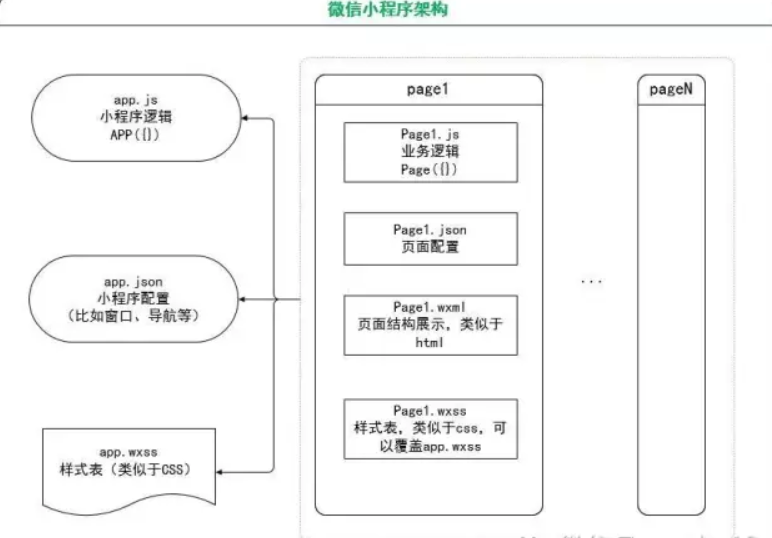 微信小程序架构
app.js
小程序逻辑
APP({})
app.json
小程序配置
(比如窗口、导航等)
app.wxss
样式表(类似于CSS)
page1
Page1.js
业务逻辑
Page({})
Page1.json
页面配置
Page1.wxml
页面结构展示，类似于
html
Page1.wxss
样式表，类似于css，可
以覆盖app.wxss
...
pageN